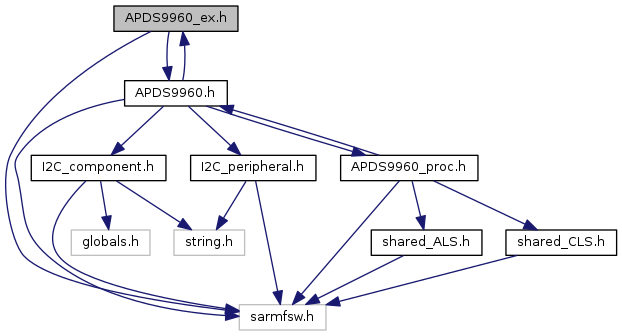 APDS9960_ex.h
APDS9960.h
I2C_component.h
I2C_peripheral.h
APDS9960_proc.h
globals.h
string.h
shared_ALS.h
shared_CLS.h
sarmfsw.h